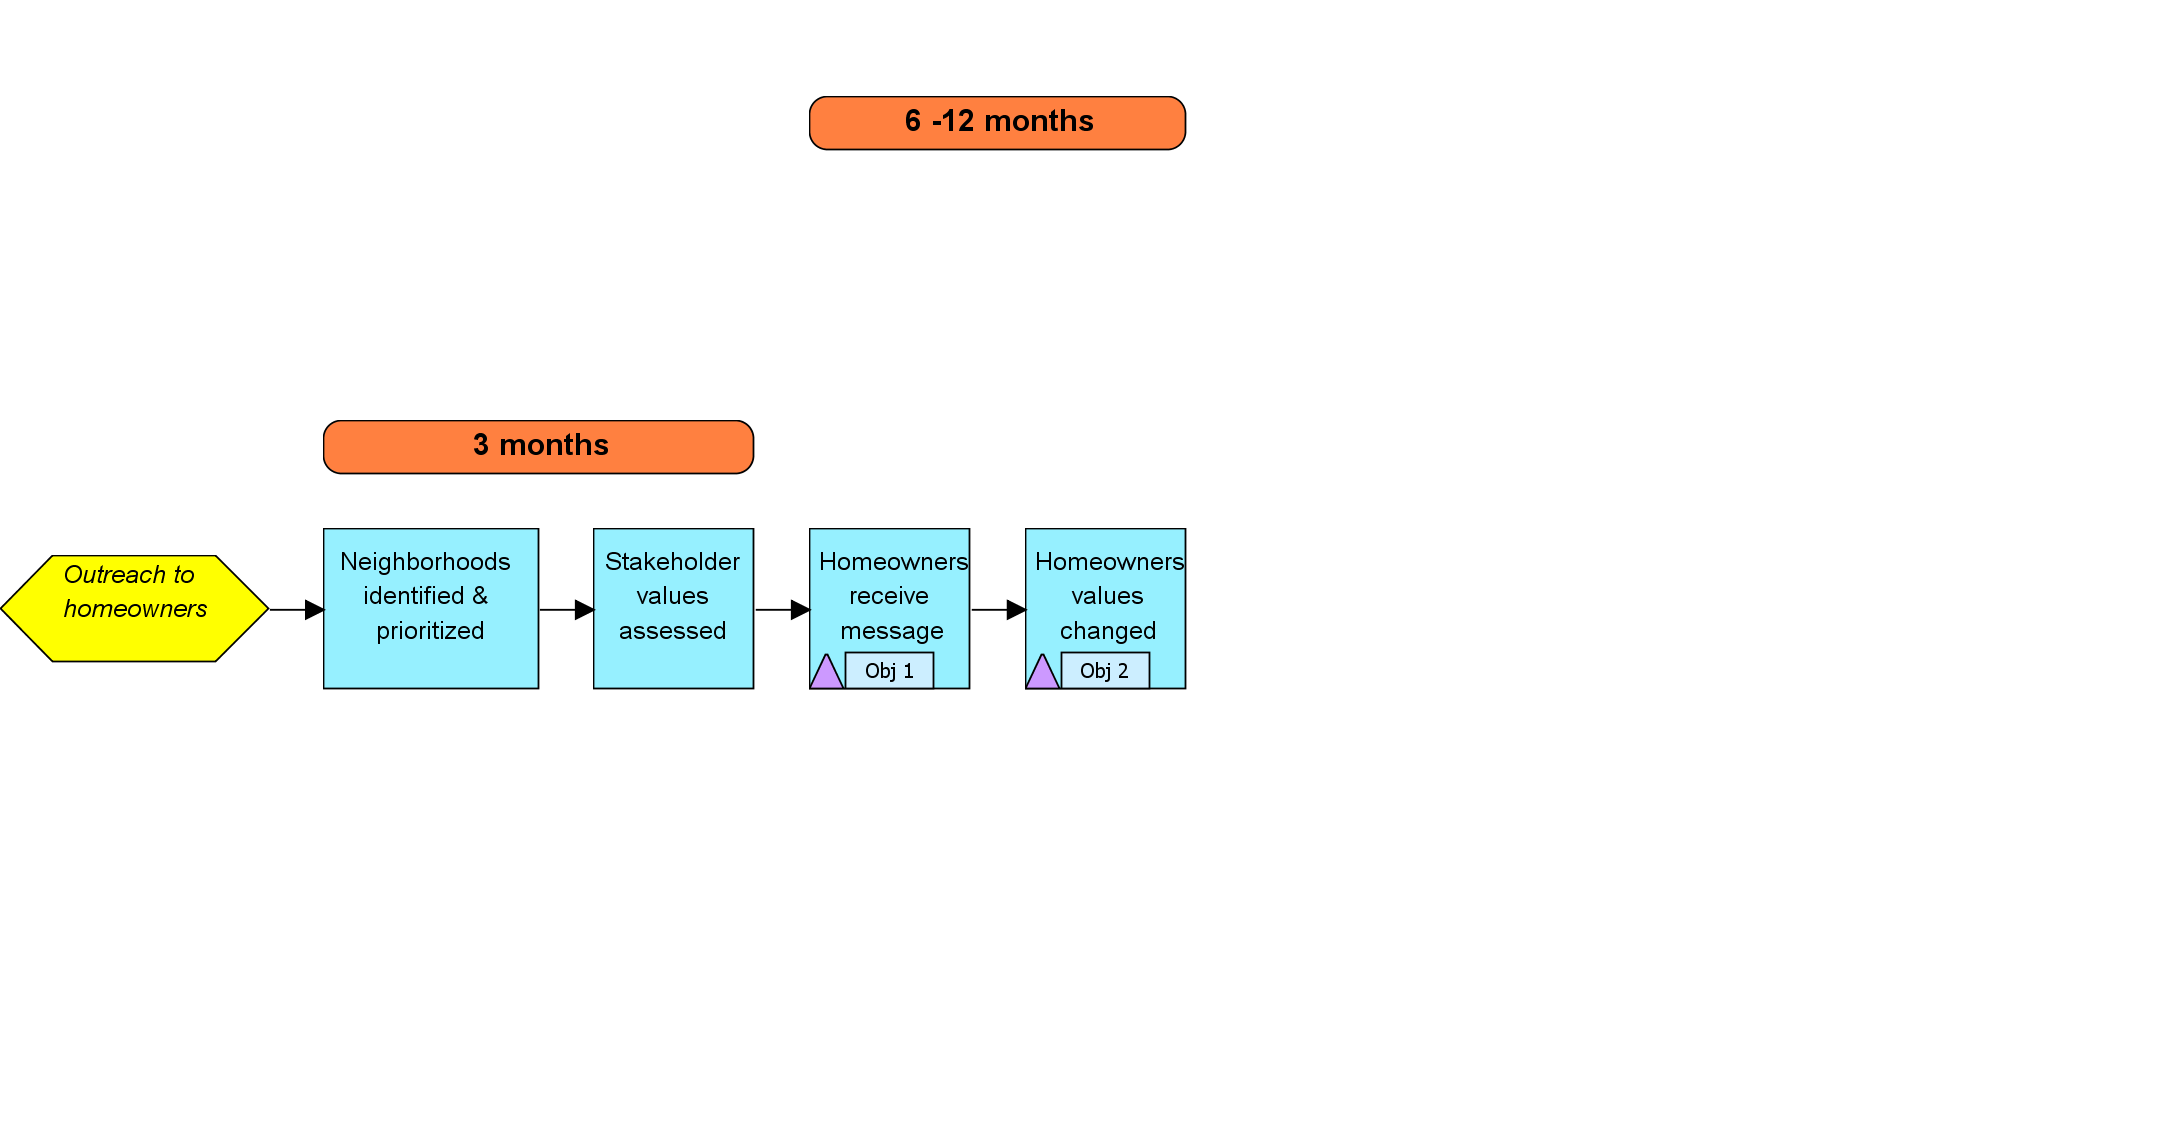 6 -12 months
3 months
Outreach to
homeowners
Neighborhoods
identified &
prioritized
Stakeholder
values
assessed
Homeowners
receive
message
Obj 1
Homeowners
values
changed
Obj 2